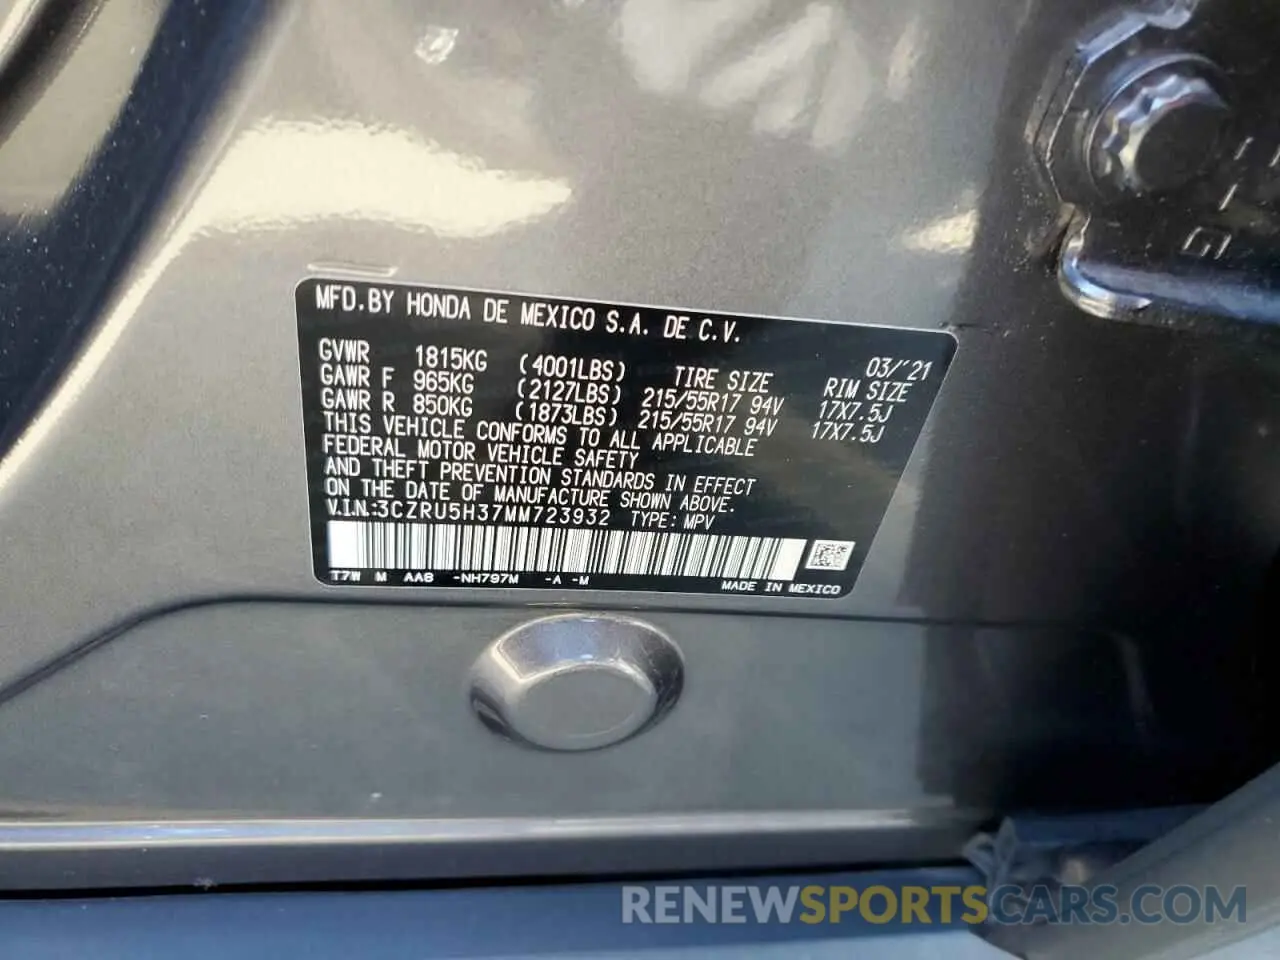 MFD.BY HONDA DE MEXICO S.A. DE C.V.
03/'21
GVWR 1815KG (4001LBS) TIRE SIZE RIM SIZE
GAWR F 965KG (2127LBS) 215/55R17 94V 17X7.5J
GAWR R 850KG (1873LBS) 215/55R17 94V 17X7.5J
THIS VEHICLE CONFORMS TO ALL APPLICABLE
FEDERAL MOTOR VEHICLE SAFETY
AND THEFT PREVENTION STANDARDS IN EFFECT
ON THE DATE OF MANUFACTURE SHOWN ABOVE.
V.I.N.:3CZRU5H37MM723932 TYPE: MPV
T7W M AA8 -NH797M -A -M MADE IN MEXICO
RENEWSPORTSCARS.COM